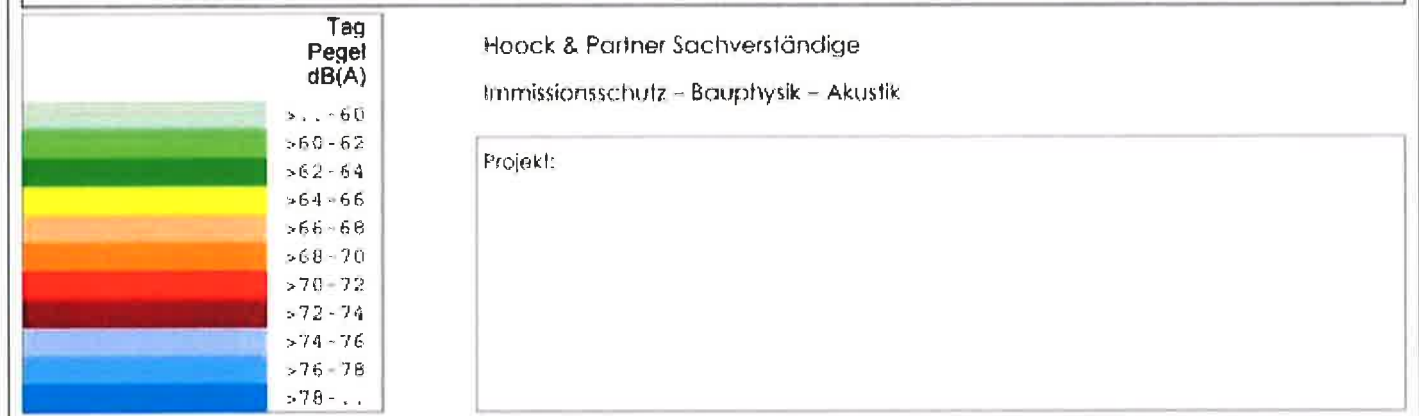 Tag
Pegel
dB(A)
>..-60
>60-62
>62-64
>64-66
>66-68
>68-70
>70-72
>72-74
>74-76
>76-78
>78-..
Hoock & Partner Sachverständige
Immissionsschutz – Bauphysik – Akustik
Projekt: